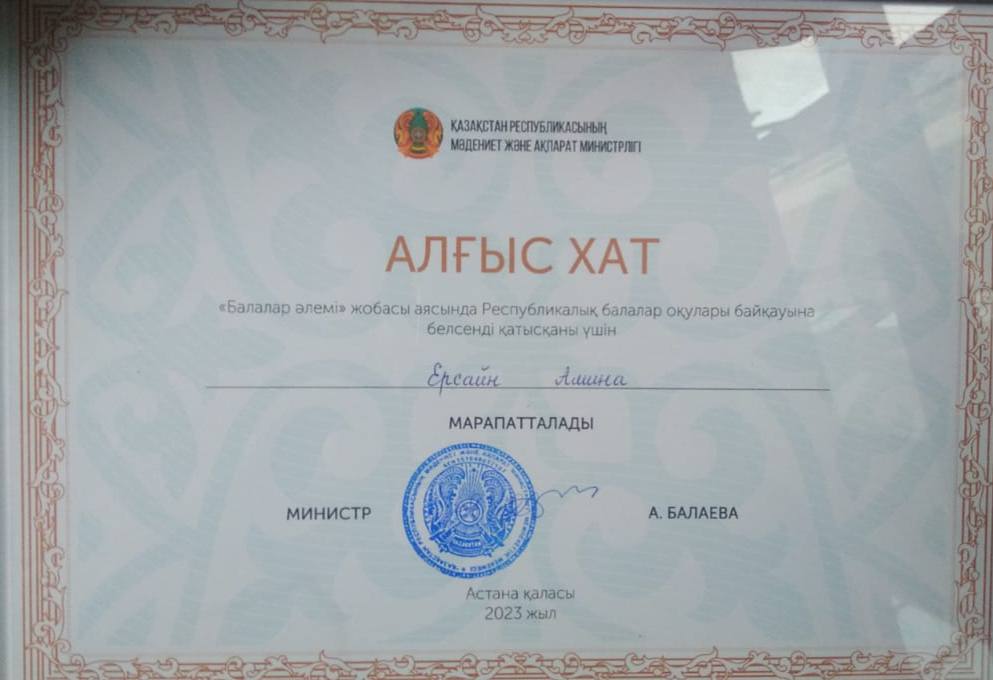 ҚАЗАҚСТАН РЕСПУБЛИКАСЫНЫҢ
МӘДЕНИЕТ ЖӘНЕ АҚПАРАТ МИНИСТРЛІГІ
АЛҒЫС ХАТ
«Балалар әлемі» жобасы аясында Республикалық балалар оқулары байқауына
белсенді қатысқаны үшін
Ерсайн Амина
МАРАПАТТАЛАДЫ
МИНИСТР
А. БАЛАЕВА
ҚАЗАҚСТАН
Астана қаласы
2023 жыл